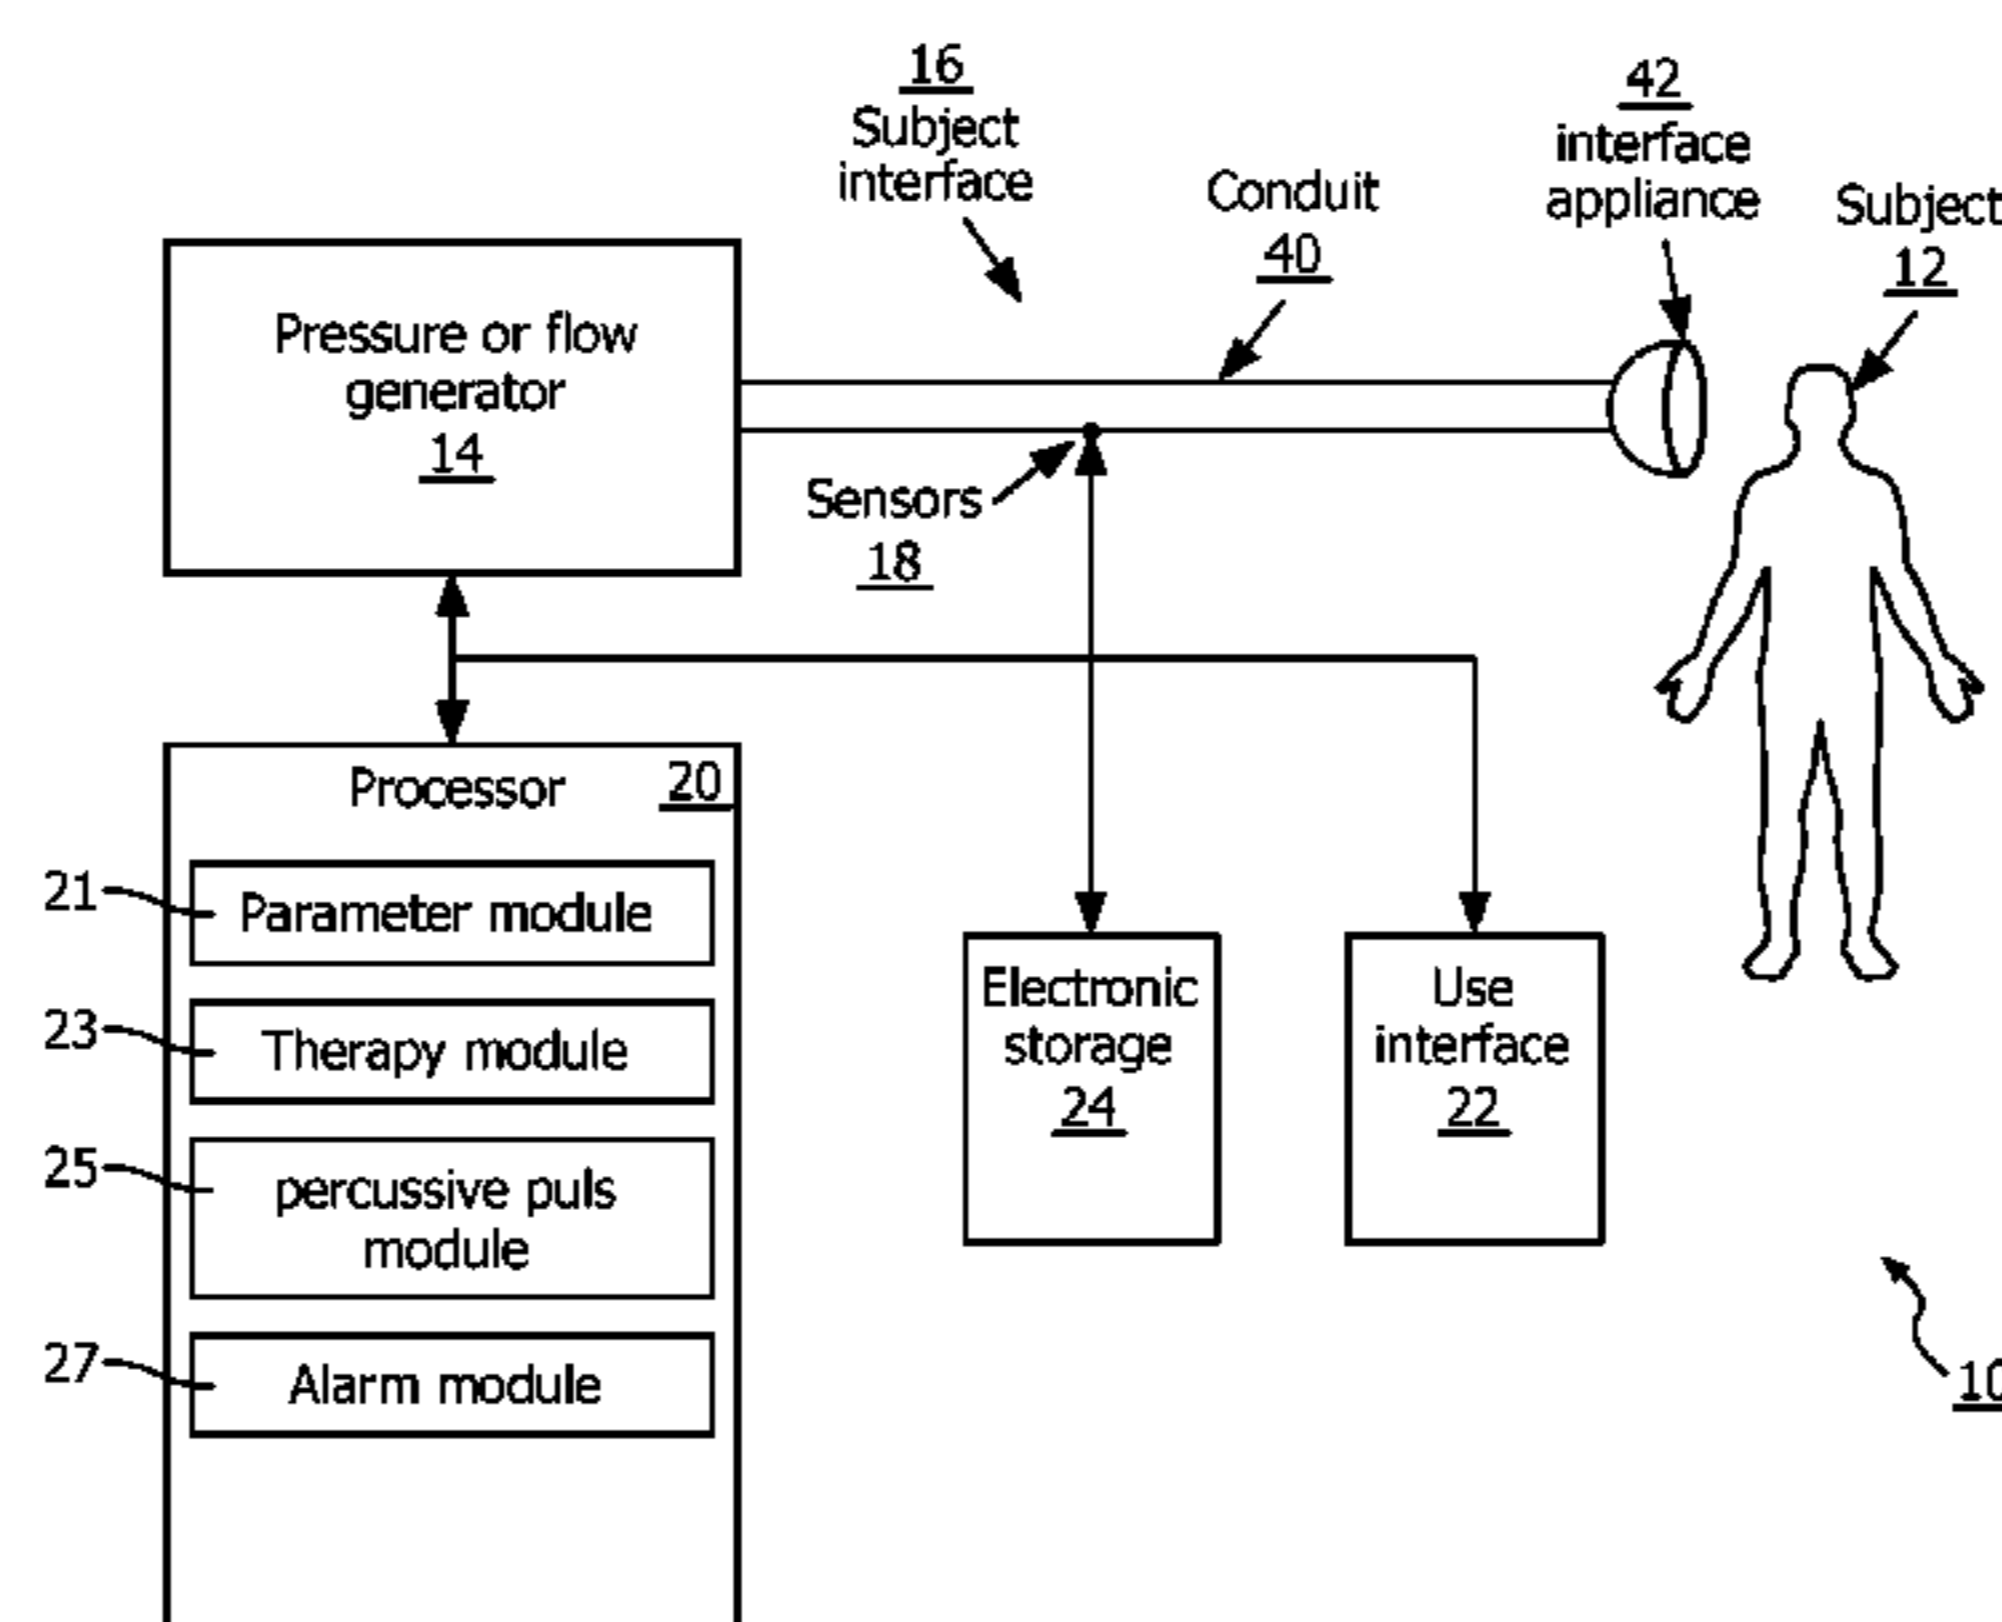 16
Subject
interface
42
interface
appliance
Conduit
40
Subject
12
Pressure or flow
generator
14
Sensors
18
Processor
20
21
Parameter module
23
Therapy module
25
percussive puls
module
27
Alarm module
Electronic
storage
24
Use
interface
22
10